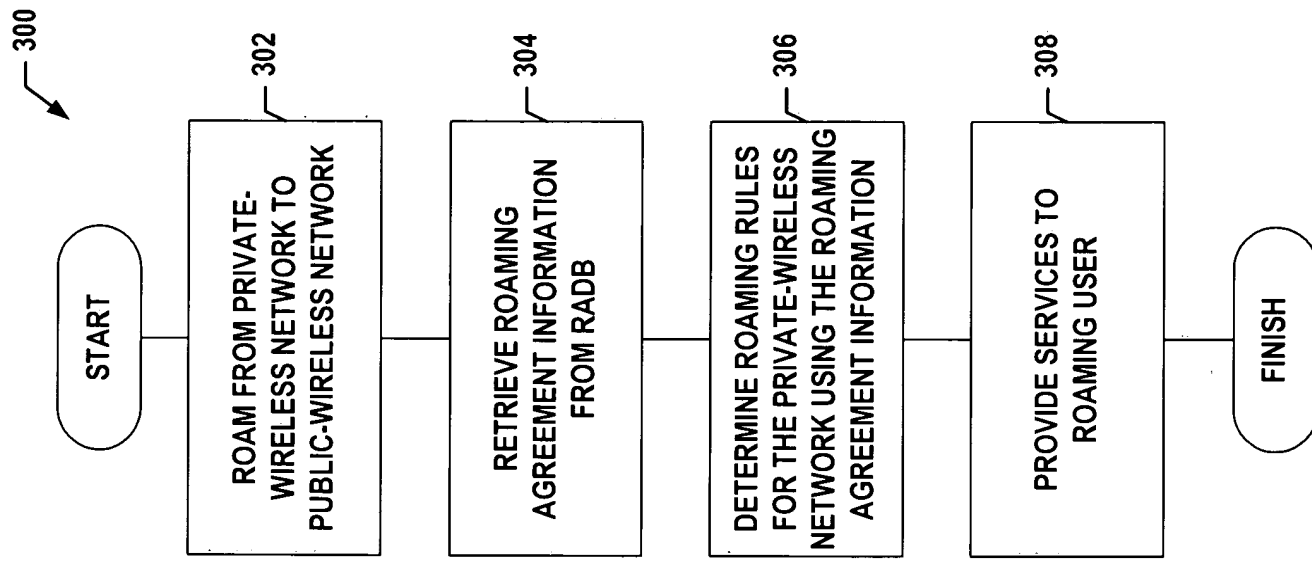 300
START
ROAM FROM PRIVATE-
WIRELESS NETWORK TO
PUBLIC-WIRELESS NETWORK
302
RETRIEVE ROAMING
AGREEMENT INFORMATION
FROM RADB
304
DETERMINE ROAMING RULES
FOR THE PRIVATE-WIRELESS
NETWORK USING THE ROAMING
AGREEMENT INFORMATION
306
PROVIDE SERVICES TO
ROAMING USER
308
FINISH